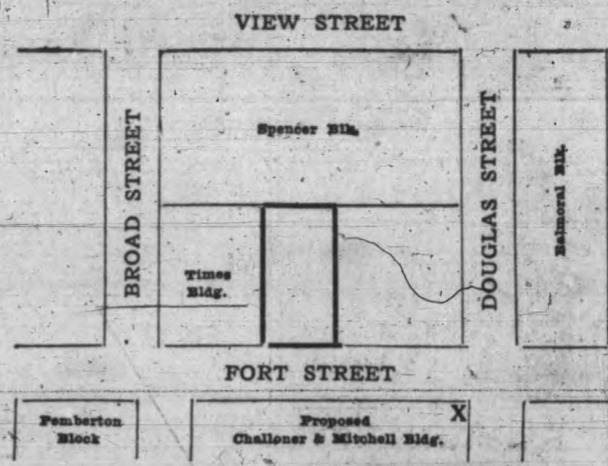 VIEW STREET
Spencer Blk.
BROAD STREET
DOUGLAS STREET
Balmoral Blk.
Times
Bldg.
FORT STREET
Pemberton
Block
Proposed
Challoner & Mitchell Bldg.
X